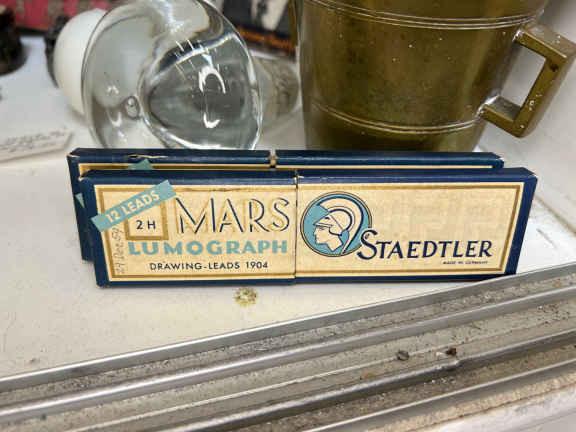 12 LEADS
2H
MARS
LUMOGRAPH
DRAWING-LEADS 1904
STAEDTLER
MADE IN GERMANY